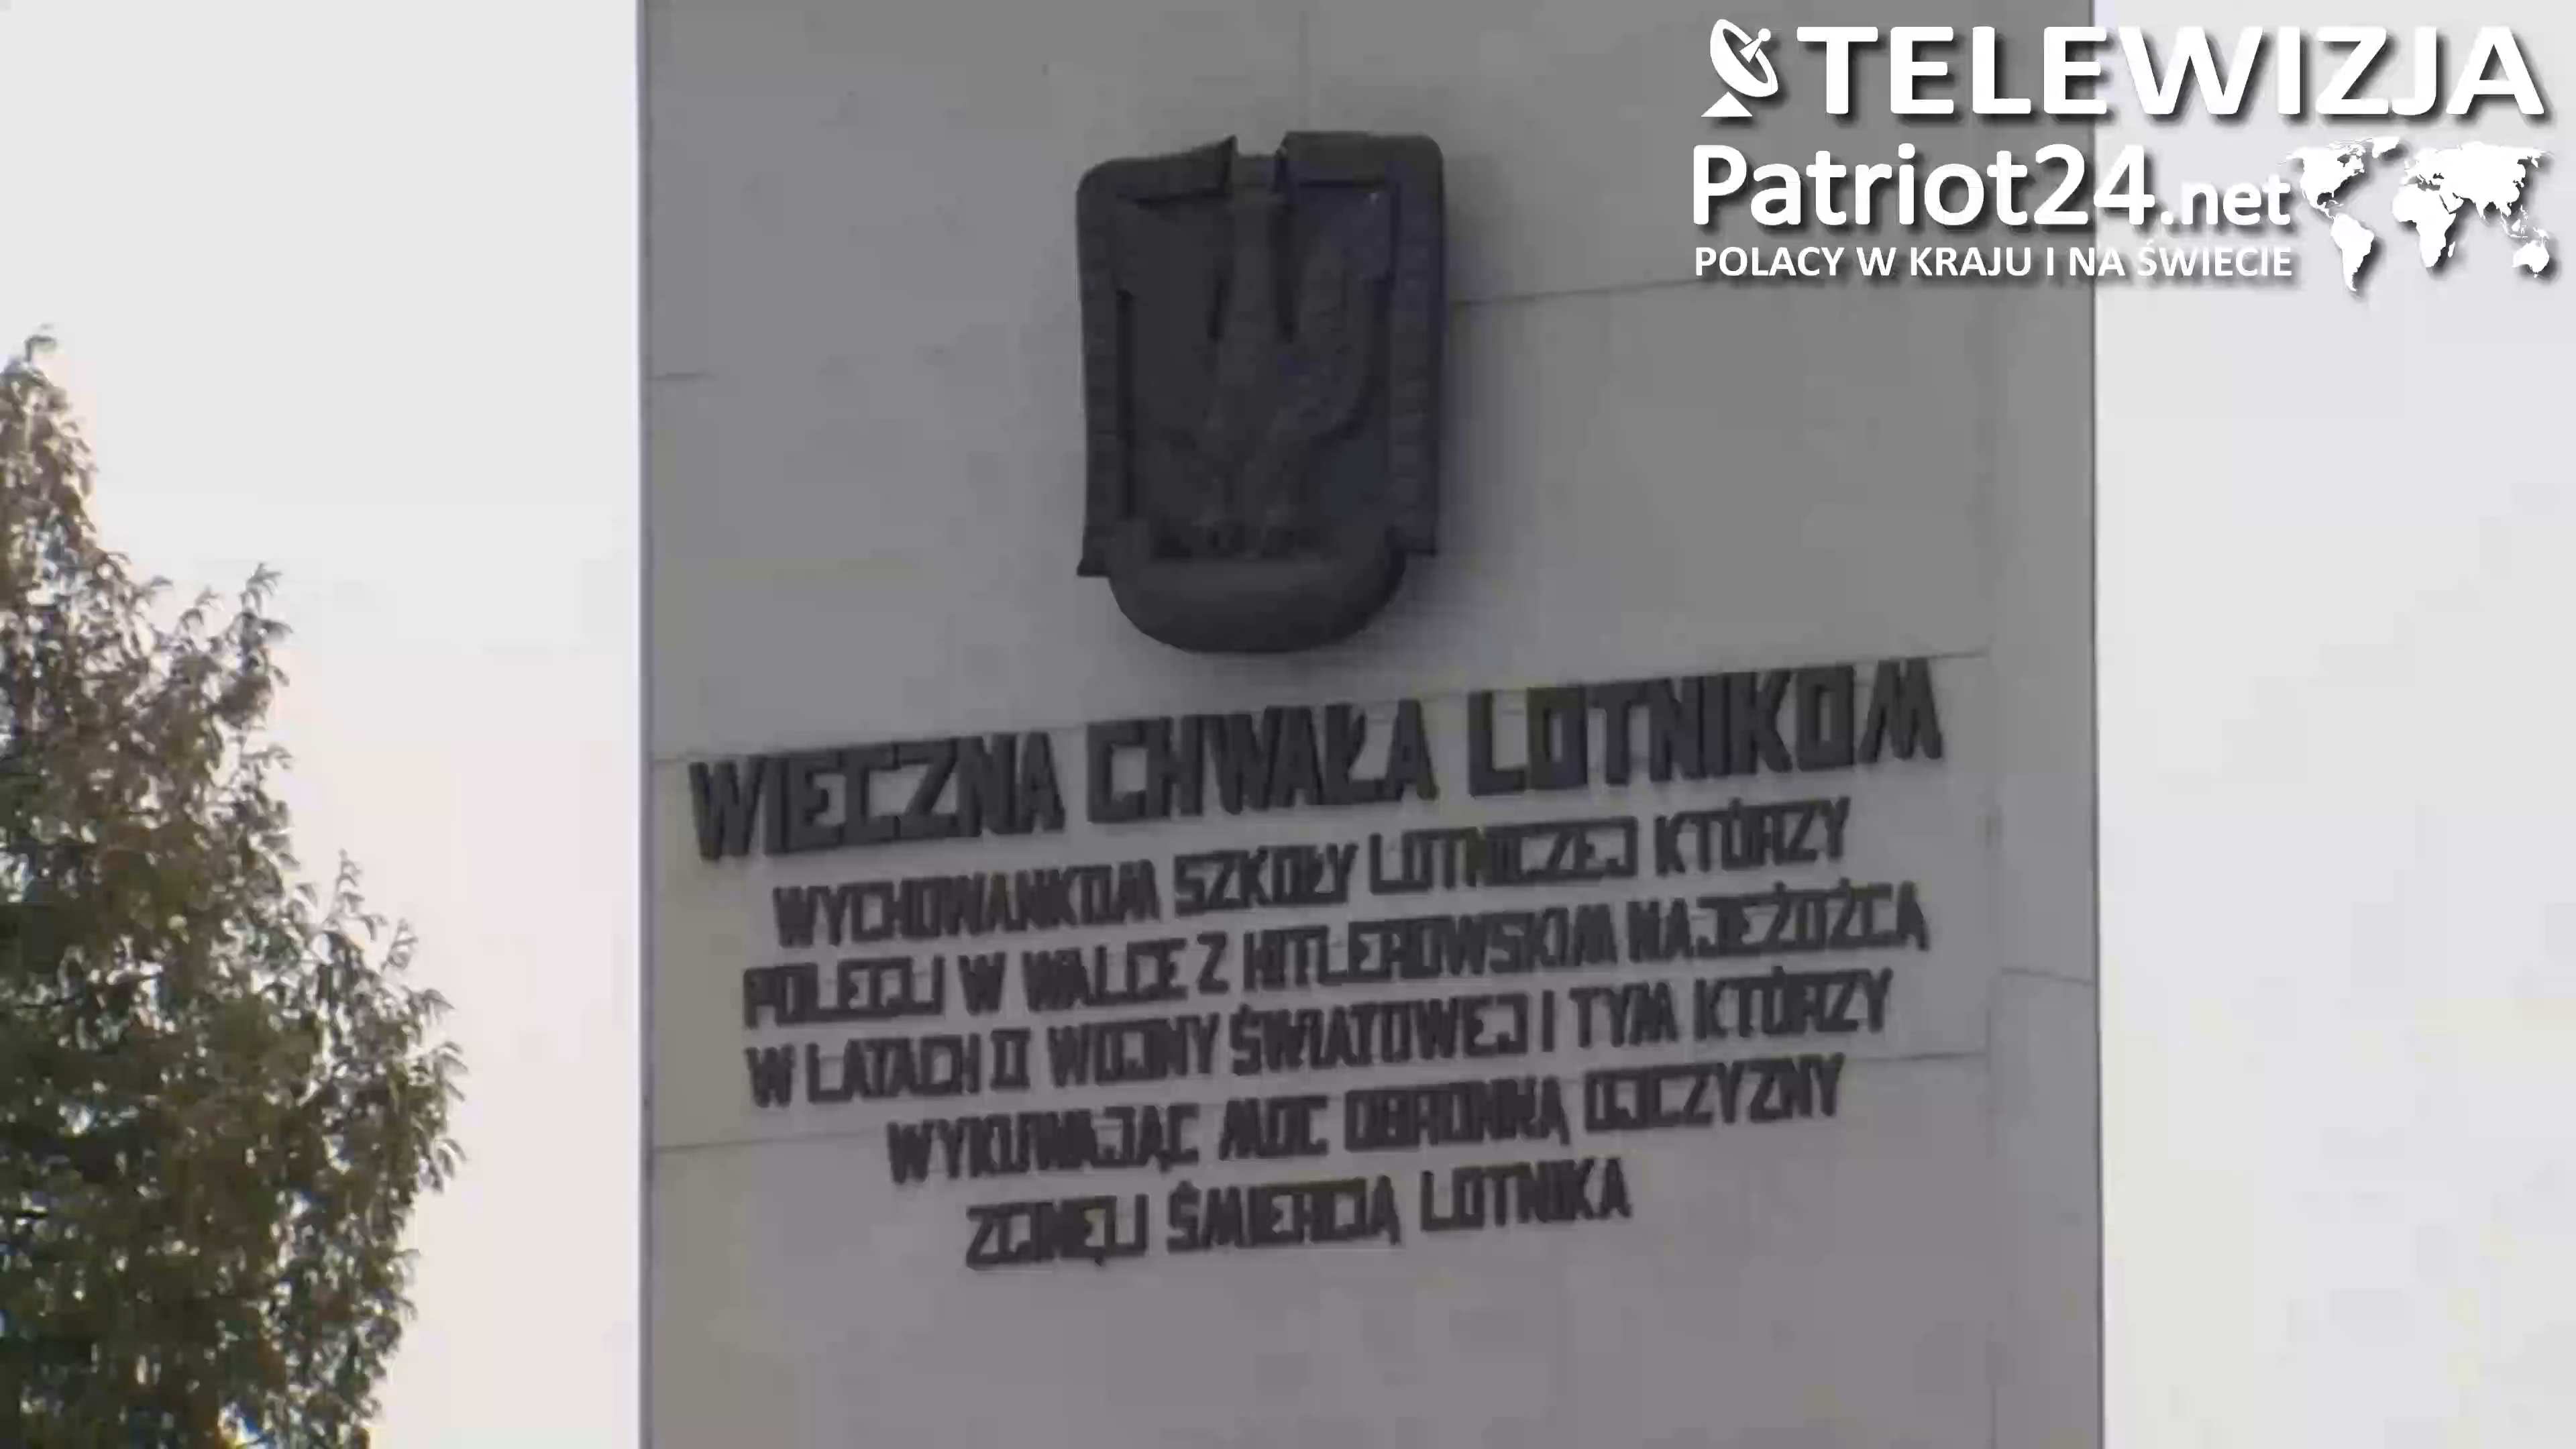 TELEWIZJA
Patriot24.net
POLACY W KRAJU I NA ŚWIECIE
WIECZNA CHWAŁA LOTNIKOM
WYCHOWANKOM SZKOŁY LOTNICZEJ KTÓRZY
POLEGLI W WALCE Z HITLEROWSKIM NAJEŹDŹCĄ
W LATACH II WOJNY ŚWIATOWEJ I TYM KTÓRZY
WYKUWAJĄC MOC OBRONNĄ OJCZYZNY
ZGINĘLI ŚMIERCIĄ LOTNIKA